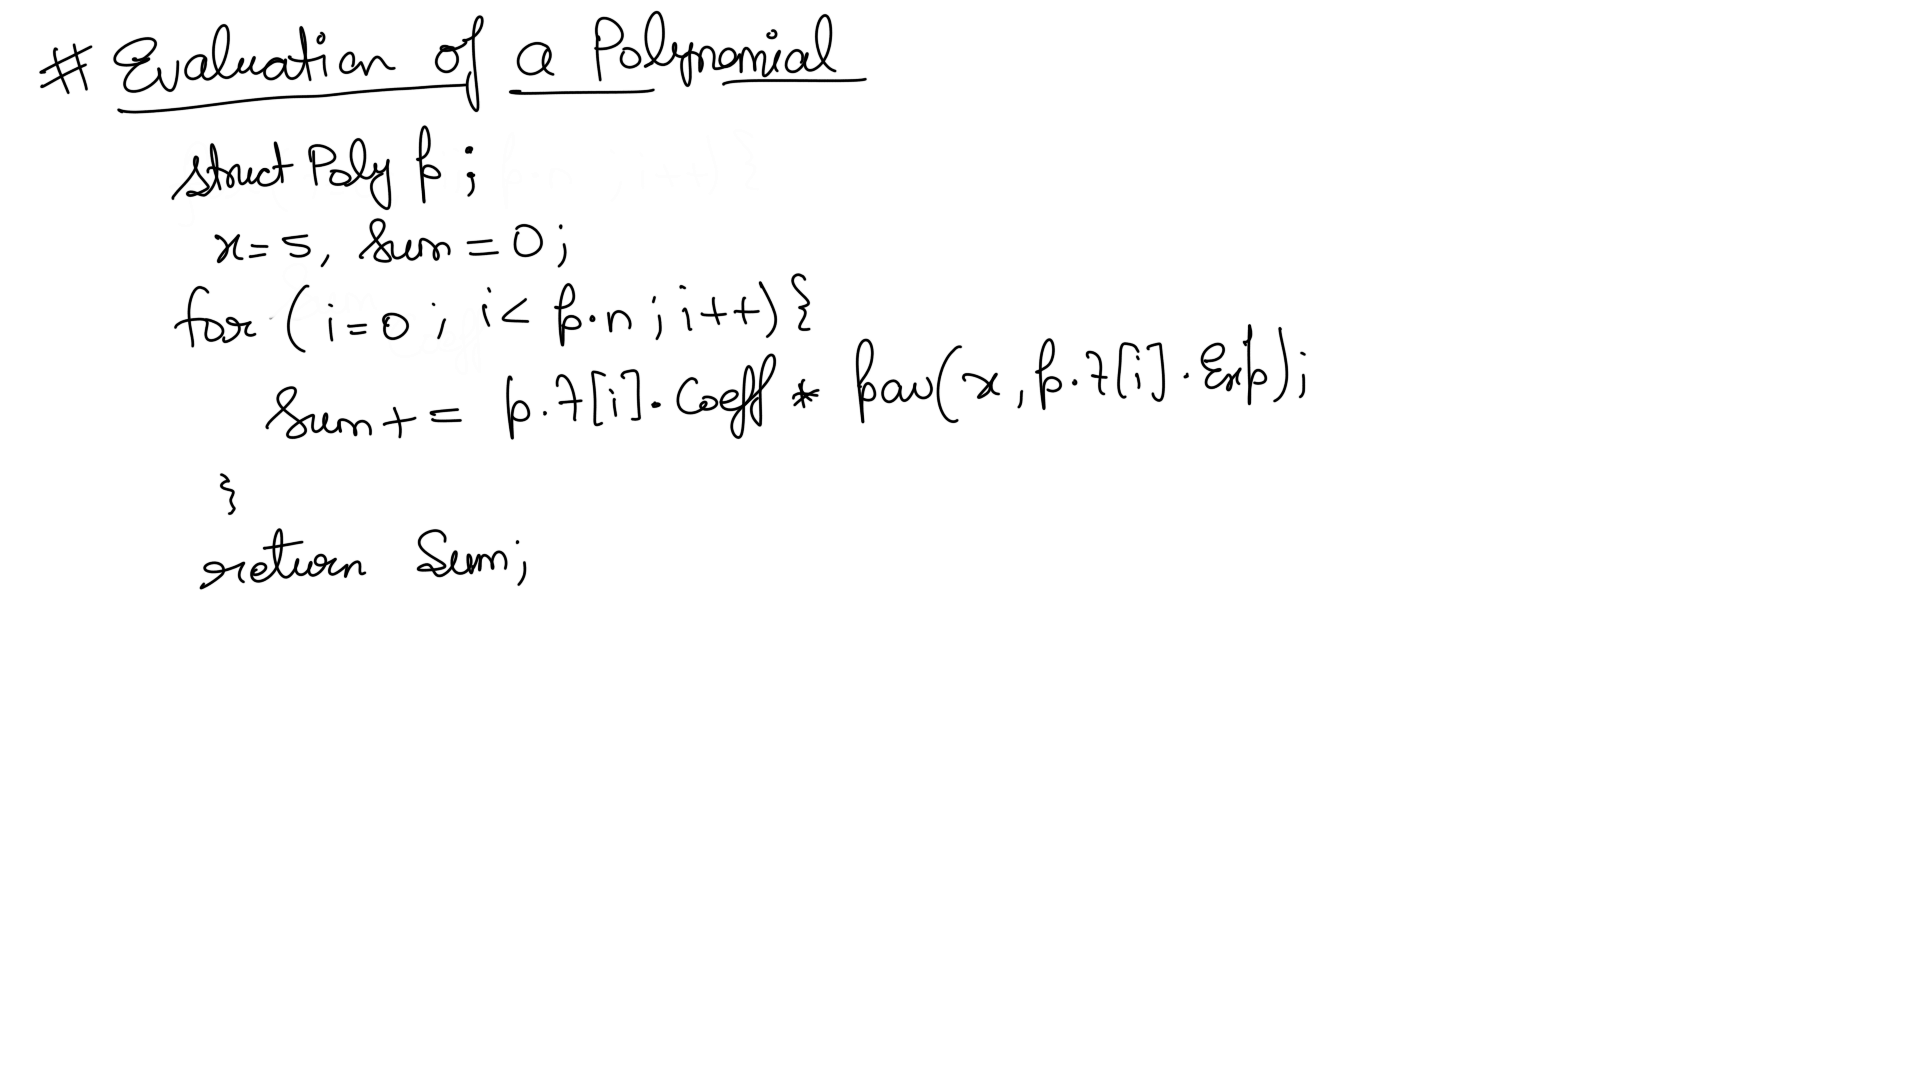 # Evaluation of a Polynomial
struct Poly p;
x=5, Sum=0;
for (i=0; i< p.n; i++){
Sum+= p.t[i].Coeff * pow(x, p.t[i].Exp);
}
return Sum;